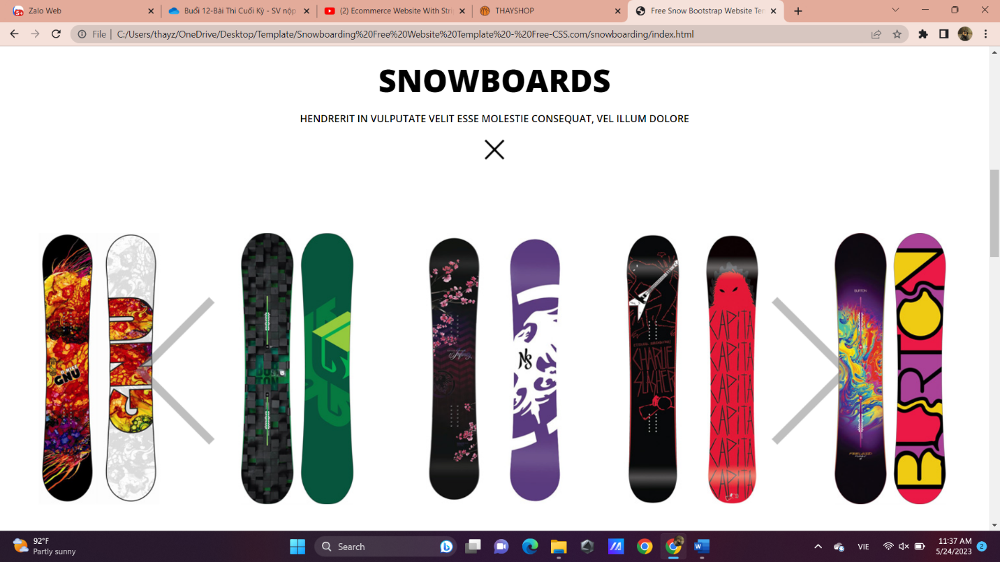 Zalo Web
Buổi 12-Bài Thi Cuối Kỳ - SV nộp
(2) Ecommerce Website With Stri
THAYSHOP
Free Snow Bootstrap Website Ten
File | C:/Users/thayz/OneDrive/Desktop/Template/Snowboarding%20Free%20Website%20Template%20-%20Free-CSS.com/snowboarding/index.html
SNOWBOARDS
HENDRERIT IN VULPUTATE VELIT ESSE MOLESTIE CONSEQUAT, VEL ILLUM DOLORE
GNU
GNU
BURTON
NS
CHARLIE
SLASHER
CAPITA
CAPITA
CAPITA
CAPITA
CAPITA
CAPITA
BURTON
BURTON
92°F
Partly sunny
Search
VIE
11:37 AM
5/24/2023
2